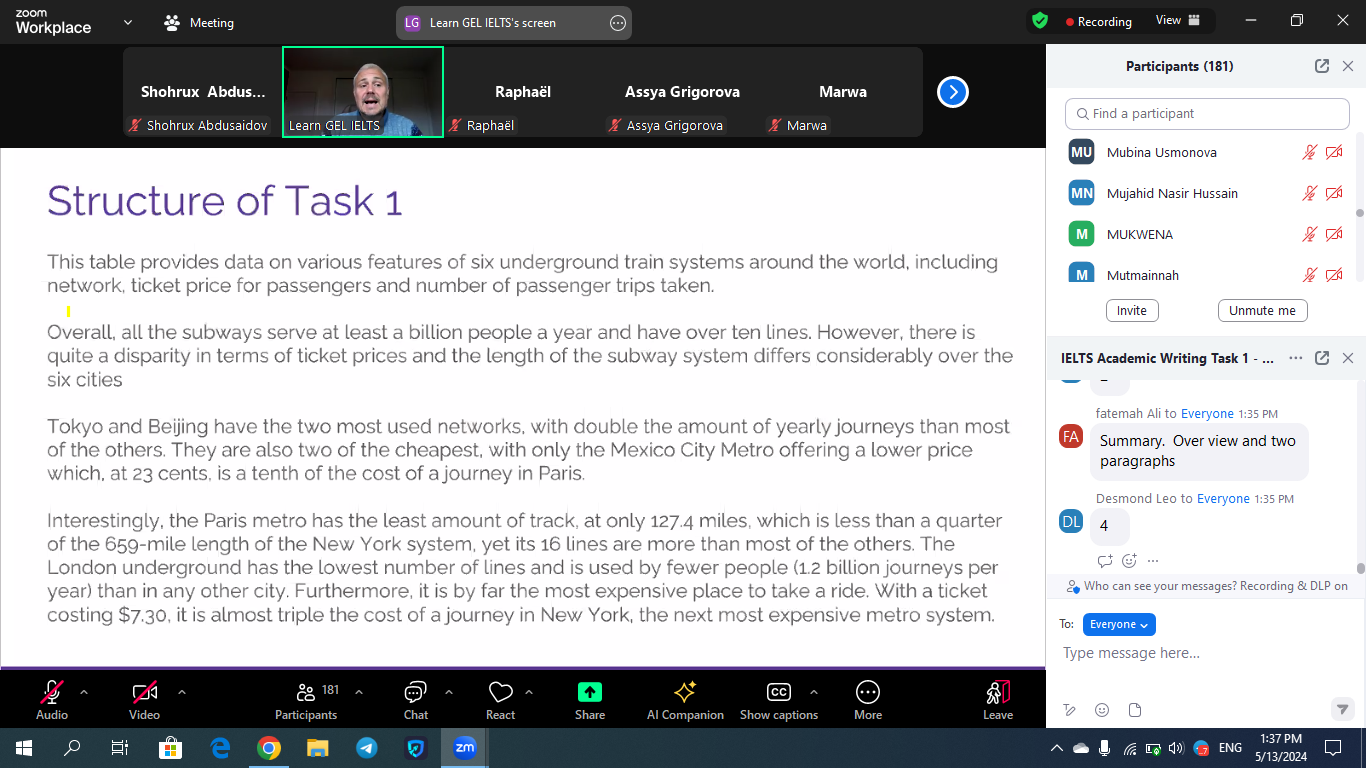 zoom
Workplace
Meeting
LG Learn GEL IELTS's screen
Recording
View
Shohrux Abdus...
Shohrux Abdusaidov
Learn GEL IELTS
Raphaël
Raphaël
Assya Grigorova
Assya Grigorova
Marwa
Marwa
Structure of Task 1
This table provides data on various features of six underground train systems around the world, including
network, ticket price for passengers and number of passenger trips taken.
Overall, all the subways serve at least a billion people a year and have over ten lines. However, there is
quite a disparity in terms of ticket prices and the length of the subway system differs considerably over the
six cities
Tokyo and Beijing have the two most used networks, with double the amount of yearly journeys than most
of the others. They are also two of the cheapest, with only the Mexico City Metro offering a lower price
which, at 23 cents, is a tenth of the cost of a journey in Paris.
Interestingly, the Paris metro has the least amount of track, at only 127.4 miles, which is less than a quarter
of the 659-mile length of the New York system, yet its 16 lines are more than most of the others. The
London underground has the lowest number of lines and is used by fewer people (1.2 billion journeys per
year) than in any other city. Furthermore, it is by far the most expensive place to take a ride. With a ticket
costing $7.30, it is almost triple the cost of a journey in New York, the next most expensive metro system.
Participants (181)
Find a participant
MU Mubina Usmonova
MN Mujahid Nasir Hussain
M MUKWENA
M Mutmainnah
Invite
Unmute me
IELTS Academic Writing Task 1 - ...
fatemah Ali to Everyone 1:35 PM
FA
Summary. Over view and two
paragraphs
Desmond Leo to Everyone 1:35 PM
DL 4
Who can see your messages? Recording & DLP on
To: Everyone
Type message here...
Audio
Video
181
Participants
Chat
React
Share
AI Companion
CC
Show captions
More
Leave
zm
ENG
1:37 PM
5/13/2024